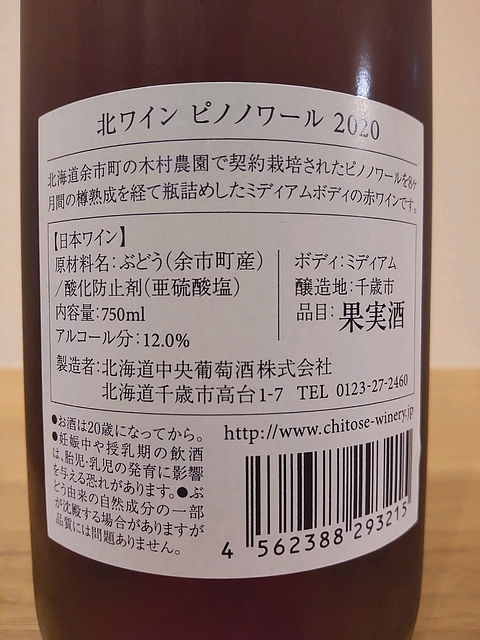 北ワイン ピノノワール 2020
北海道余市町の木村農園で契約栽培されたピノノワールを8ヶ
月間の樽熟成を経て瓶詰めしたミディアムボディの赤ワインです。
【日本ワイン】
原材料名:ぶどう(余市町産)
/酸化防止剤(亜硫酸塩)
内容量:750ml
アルコール分:12.0%
ボディ:ミディアム
醸造地:千歳市
品目:果実酒
製造者:北海道中央葡萄酒株式会社
北海道千歳市高台1-7 TEL 0123-27-2460
●お酒は20歳になってから。
●妊娠中や授乳期の飲酒
は、胎児・乳児の発育に影響
を与える恐れがあります。●ぶ
どう由来の自然成分の一部
が沈殿する場合がありますが
品質には問題ありません。
http://www.chitose-winery.jp
4 562388 293215